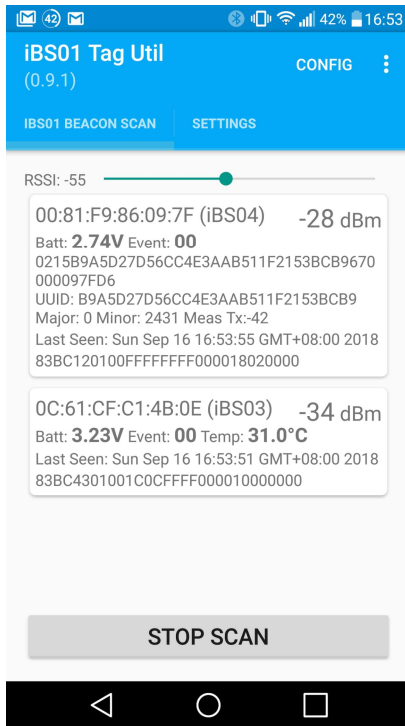 42 42% 16:53
iBS01 Tag Util
(0.9.1)
CONFIG
IBS01 BEACON SCAN SETTINGS
RSSI: -55
00:81:F9:86:09:7F (iBS04) -28 dBm
Batt: 2.74V Event: 00
0215B9A5D27D56CC4E3AAB511F2153BCB9670
000097FD6
UUID: B9A5D27D56CC4E3AAB511F2153BCB9
Major: 0 Minor: 2431 Meas Tx:-42
Last Seen: Sun Sep 16 16:53:55 GMT+08:00 2018
83BC120100FFFFFFFF000018020000
0C:61:CF:C1:4B:0E (iBS03) -34 dBm
Batt: 3.23V Event: 00 Temp: 31.0°C
Last Seen: Sun Sep 16 16:53:51 GMT+08:00 2018
83BC4301001C0CFFFF000010000000
STOP SCAN